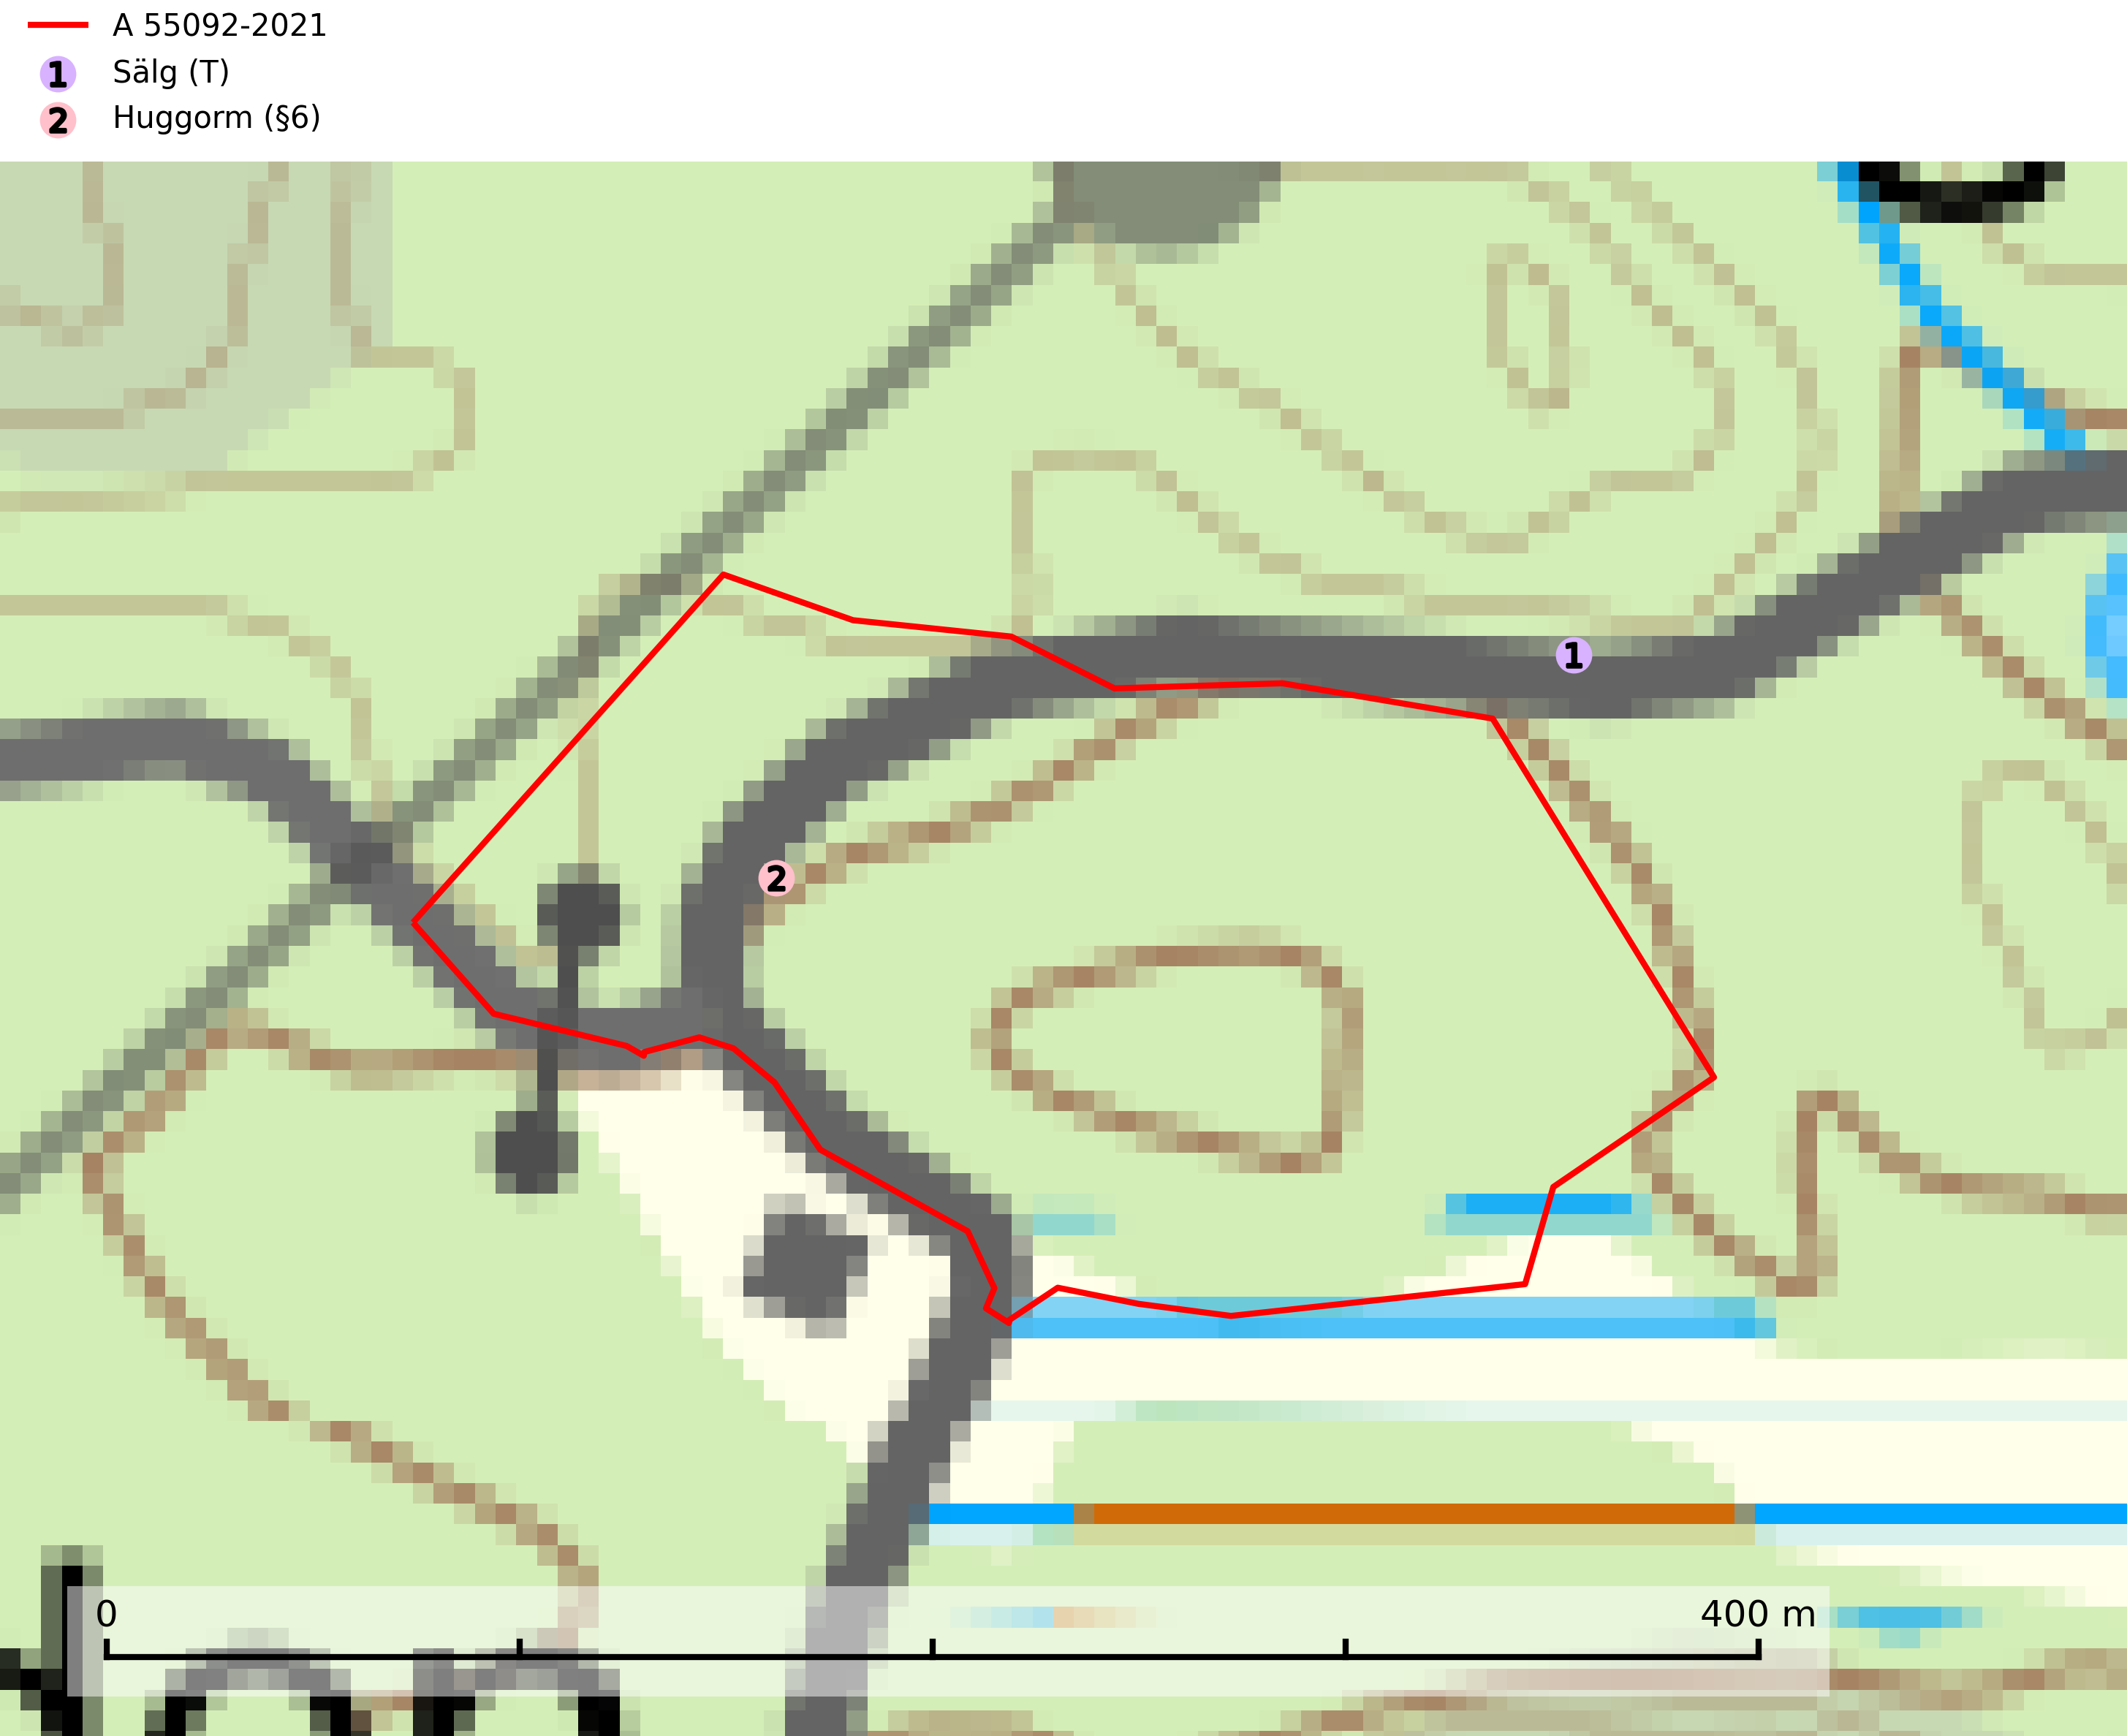 A 55092-2021
1 Sälg (T)
2 Huggorm (§6)
1
2
0 400 m